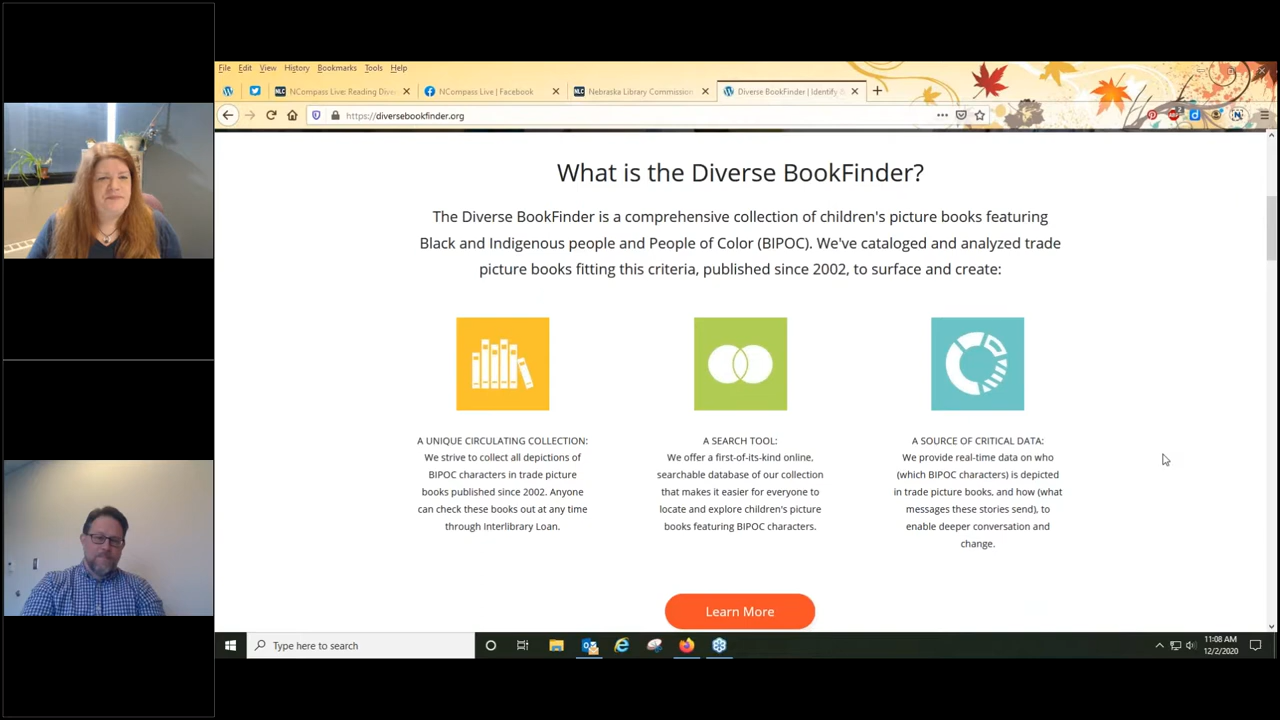 File Edit View History Bookmarks Tools Help
NCompass Live: Reading Diver
NCompass Live | Facebook
Nebraska Library Commission
Diverse BookFinder | Identify &
https://diversebookfinder.org
What is the Diverse BookFinder?
The Diverse BookFinder is a comprehensive collection of children's picture books featuring
Black and Indigenous people and People of Color (BIPOC). We've cataloged and analyzed trade
picture books fitting this criteria, published since 2002, to surface and create:
A UNIQUE CIRCULATING COLLECTION:
We strive to collect all depictions of
BIPOC characters in trade picture
books published since 2002. Anyone
can check these books out at any time
through Interlibrary Loan.
A SEARCH TOOL:
We offer a first-of-its-kind online,
searchable database of our collection
that makes it easier for everyone to
locate and explore children's picture
books featuring BIPOC characters.
A SOURCE OF CRITICAL DATA:
We provide real-time data on who
(which BIPOC characters) is depicted
in trade picture books, and how (what
messages these stories send), to
enable deeper conversation and
change.
Learn More
Type here to search
11:08 AM
12/2/2020